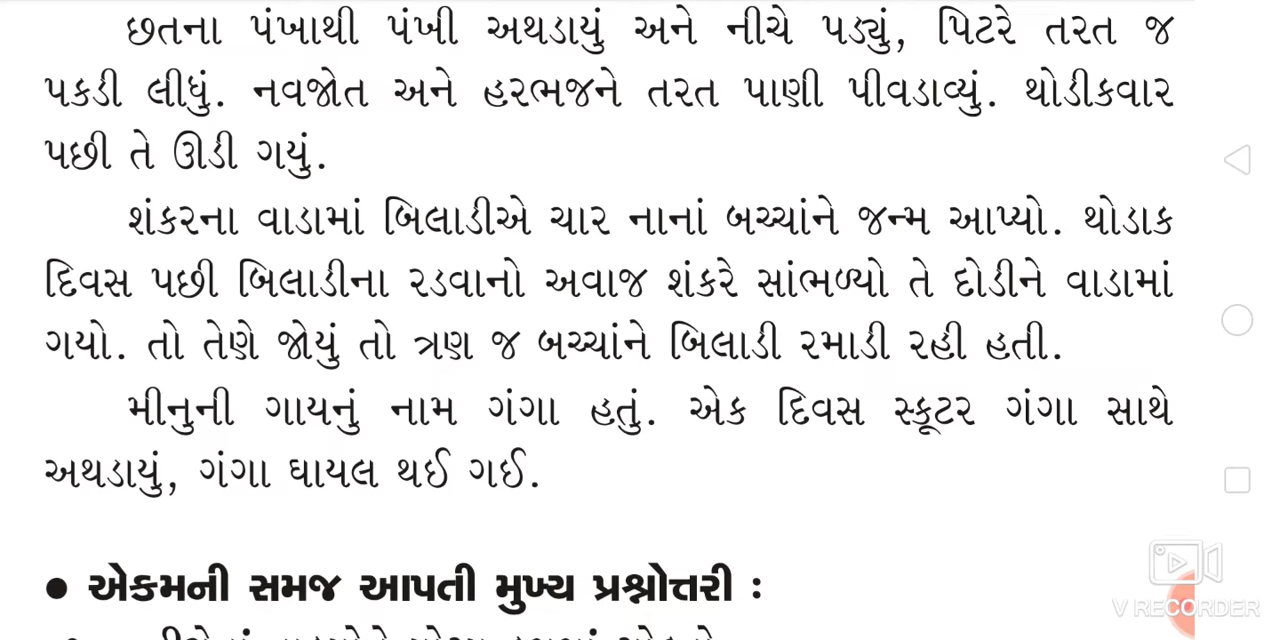 છતના પંખાથી પંખી અથડાયું અને નીચે પડ્યું, પિટરે તરત જ
પકડી લીધું. નવજોત અને હરભજને તરત પાણી પીવડાવ્યું. થોડીકવાર
પછી તે ઊડી ગયું.
શંકરના વાડામાં બિલાડીએ ચાર નાનાં બચ્ચાંને જન્મ આપ્યો. થોડાક
દિવસ પછી બિલાડીના રડવાનો અવાજ શંકરે સાંભળ્યો તે દોડીને વાડામાં
ગયો. તો તેણે જોયું તો ત્રણ જ બચ્ચાંને બિલાડી રમાડી રહી હતી.
મીનુની ગાયનું નામ ગંગા હતું. એક દિવસ સ્કૂટર ગંગા સાથે
અથડાયું, ગંગા ઘાયલ થઈ ગઈ.
• એકમની સમજ આપતી મુખ્ય પ્રશ્નોત્તરી :
V RECORDER